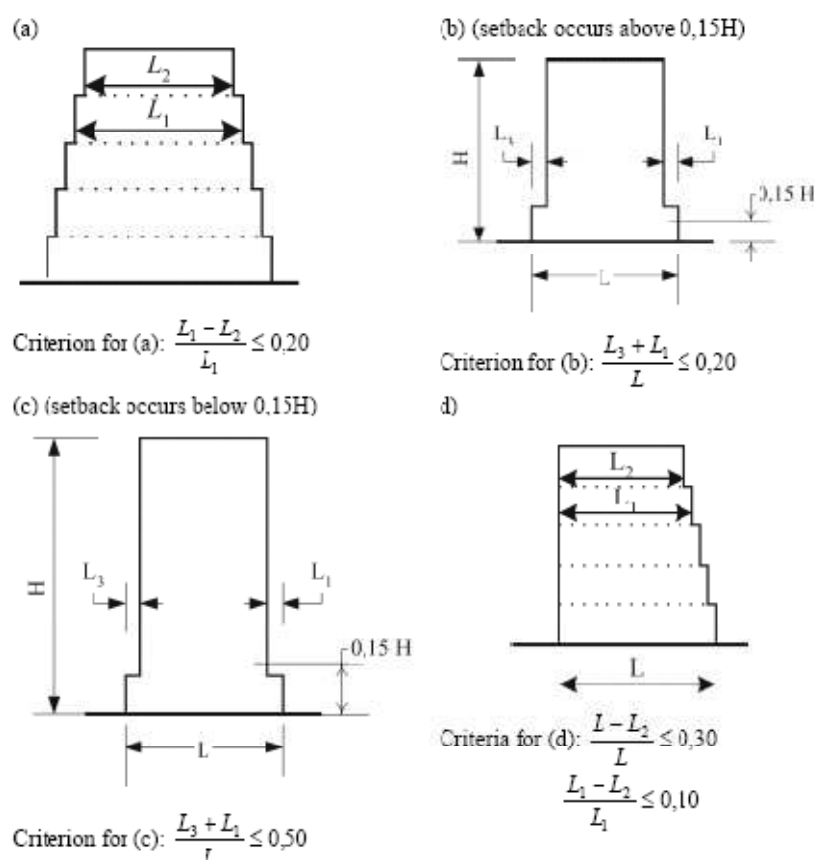 (a)
L₂
L₁
Criterion for (a): (L₁ − L₂)/L₁ ≤ 0,20
(b) (setback occurs above 0,15H)
H
L₁
0,15 H
L
Criterion for (b): (L₃ + L₁)/L ≤ 0,20
(c) (setback occurs below 0,15H)
H
L₃
L₁
0,15 H
L
Criterion for (c): (L₃ + L₁)/L ≤ 0,50
d)
L₂
L₁
L
Criteria for (d): (L − L₂)/L ≤ 0,30
(L₁ − L₂)/L₁ ≤ 0,10